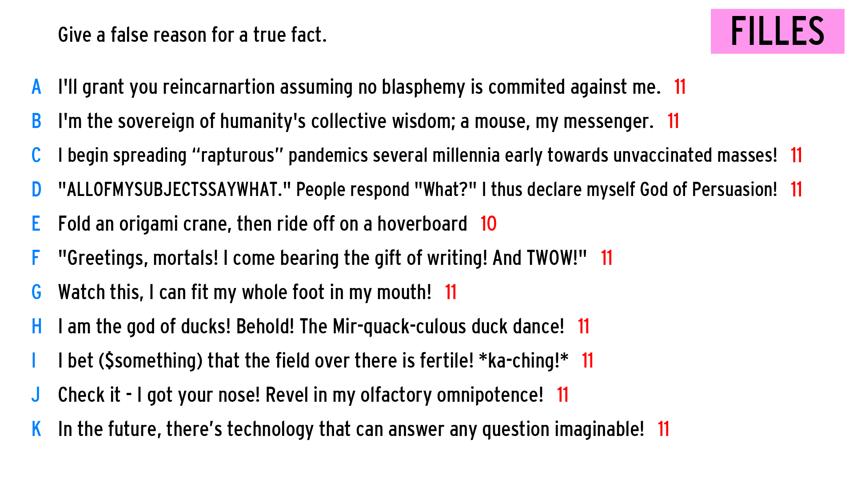 Give a false reason for a true fact.
FILLES
A I'll grant you reincarnartion assuming no blasphemy is commited against me. 11
B I'm the sovereign of humanity's collective wisdom; a mouse, my messenger. 11
C I begin spreading “rapturous” pandemics several millennia early towards unvaccinated masses! 11
D "ALLOFMYSUBJECTSSAYWHAT." People respond "What?" I thus declare myself God of Persuasion! 11
E Fold an origami crane, then ride off on a hoverboard 10
F "Greetings, mortals! I come bearing the gift of writing! And TWOW!" 11
G Watch this, I can fit my whole foot in my mouth! 11
H I am the god of ducks! Behold! The Mir-quack-culous duck dance! 11
I I bet ($something) that the field over there is fertile! *ka-ching!* 11
J Check it - I got your nose! Revel in my olfactory omnipotence! 11
K In the future, there’s technology that can answer any question imaginable! 11